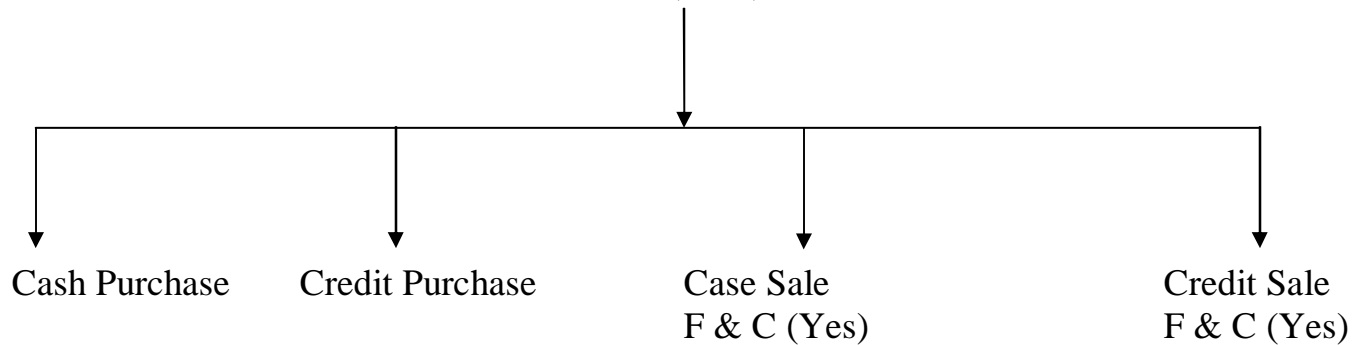 Cash Purchase Credit Purchase Case Sale Credit Sale
F & C (Yes) F & C (Yes)